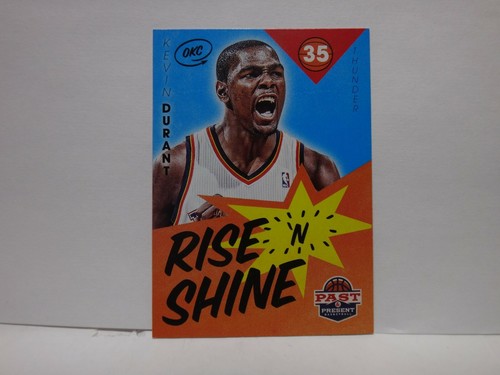 KEVIN DURANT
OKC
35
THUNDER
RISE 'N'
SHINE
PAST
&
PRESENT
BASKETBALL